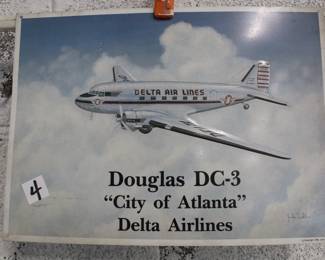 DELTA AIR LINES
4
Douglas DC-3
"City of Atlanta"
Delta Airlines